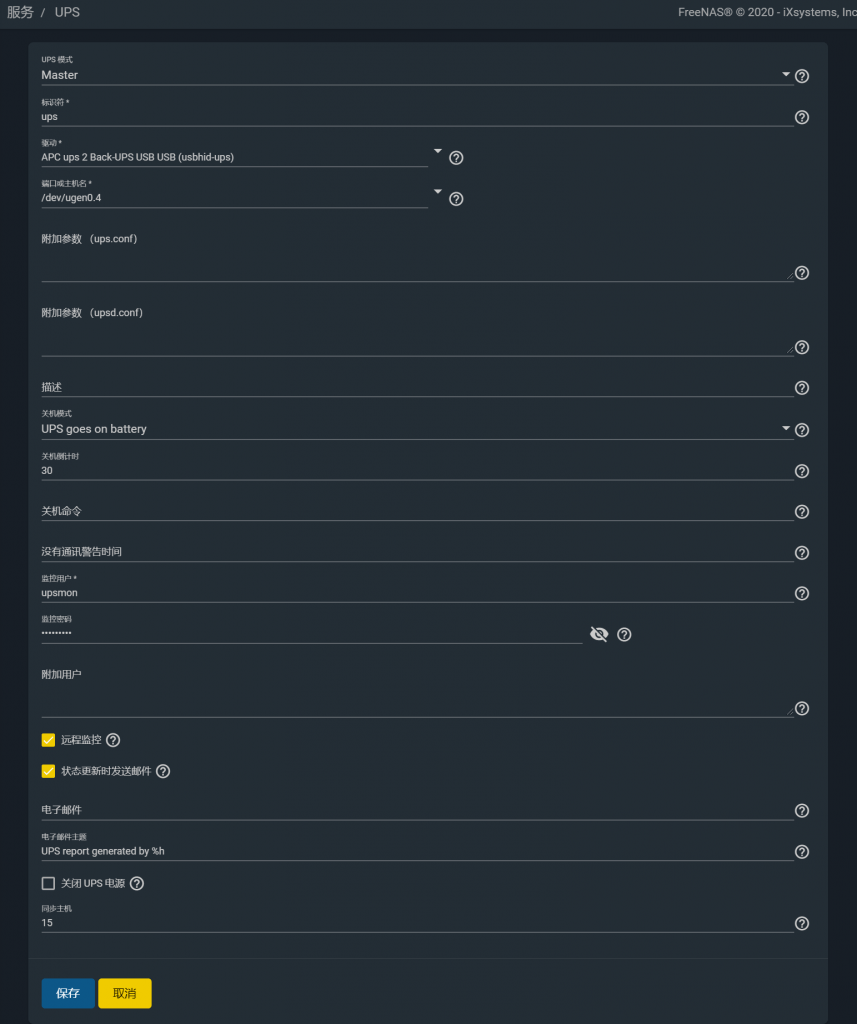 服务 / UPS
FreeNAS® © 2020 - iXsystems, Inc
UPS 模式
Master
标识符 *
ups
驱动 *
APC ups 2 Back-UPS USB USB (usbhid-ups)
端口或主机名 *
/dev/ugen0.4
附加参数 （ups.conf)
附加参数 （upsd.conf)
描述
关机模式
UPS goes on battery
关机倒计时
30
关机命令
没有通讯警告时间
监控用户 *
upsmon
监控密码
•••••••••
附加用户
远程监控
状态更新时发送邮件
电子邮件
电子邮件主题
UPS report generated by %h
关闭 UPS 电源
同步主机
15
保存 取消